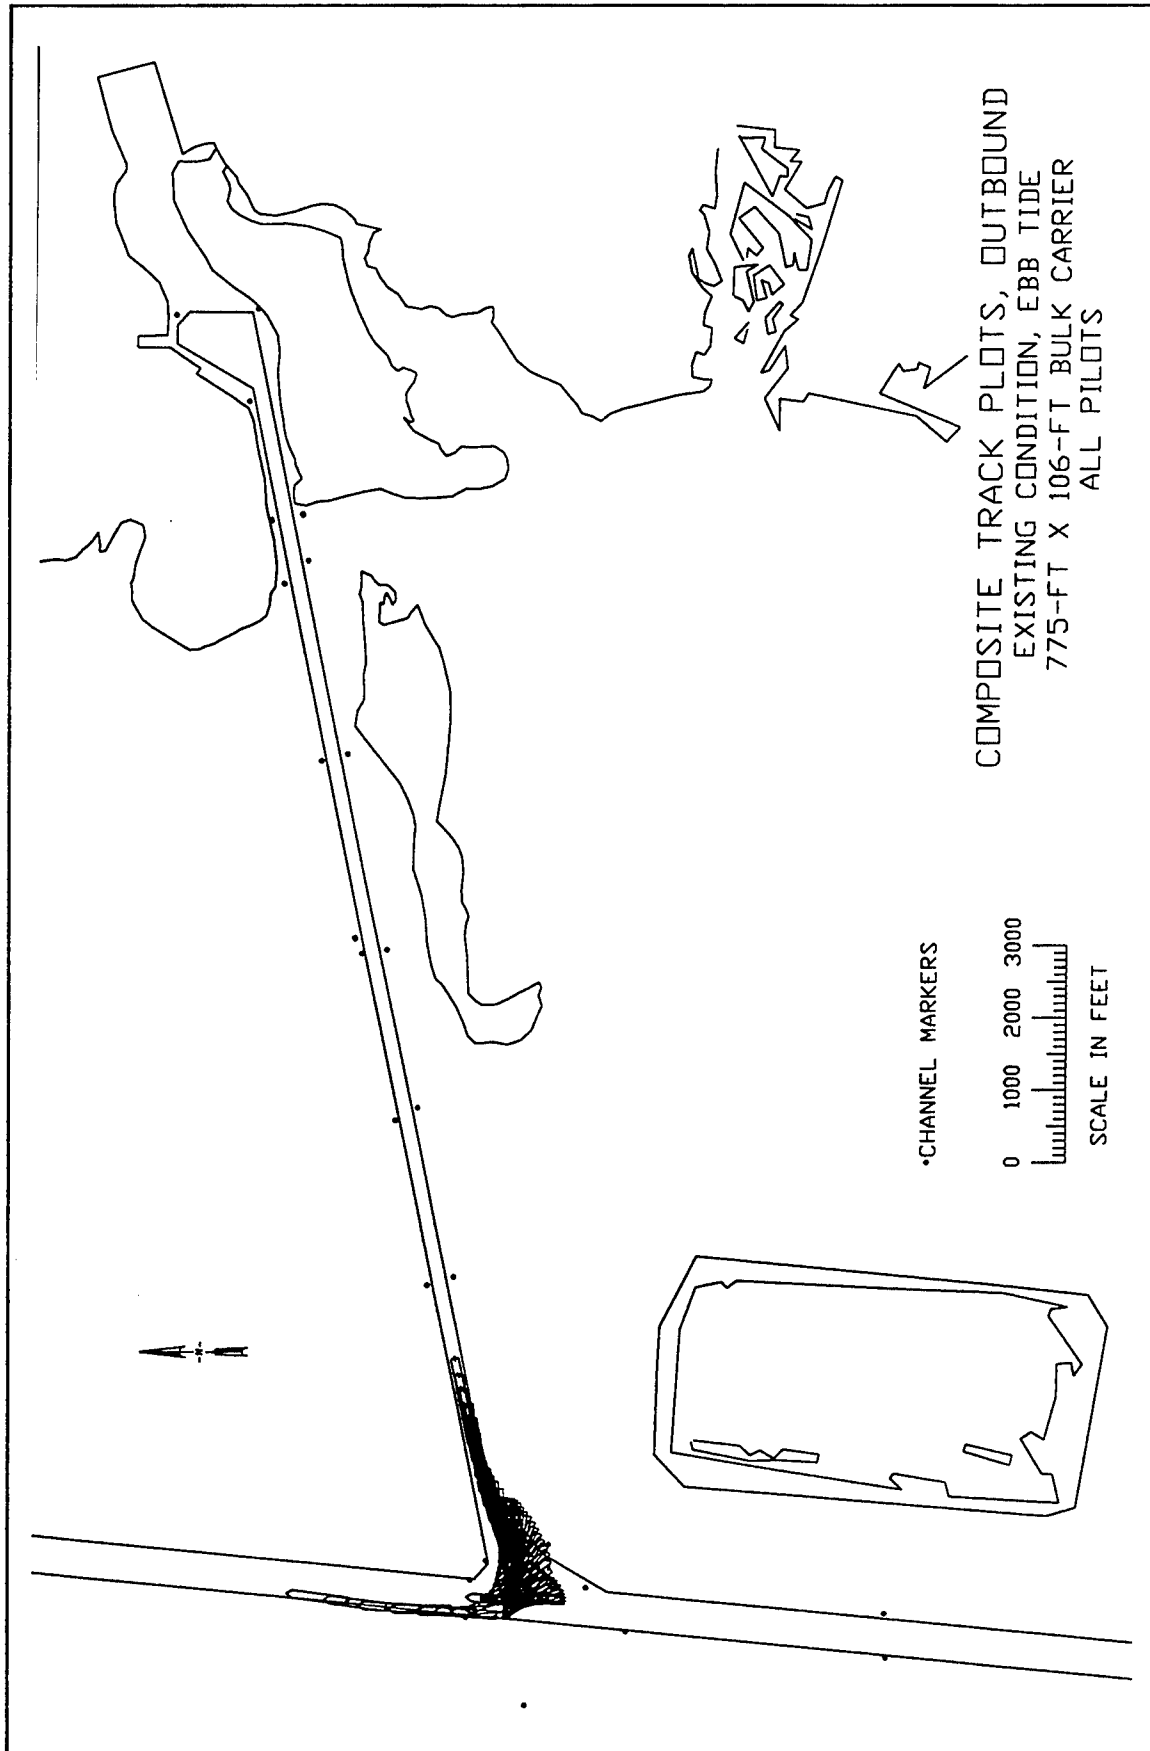 COMPOSITE TRACK PLOTS, OUTBOUND
EXISTING CONDITION, EBB TIDE
775-FT X 106-FT BULK CARRIER
ALL PILOTS
•CHANNEL MARKERS
0 1000 2000 3000
SCALE IN FEET
-N-